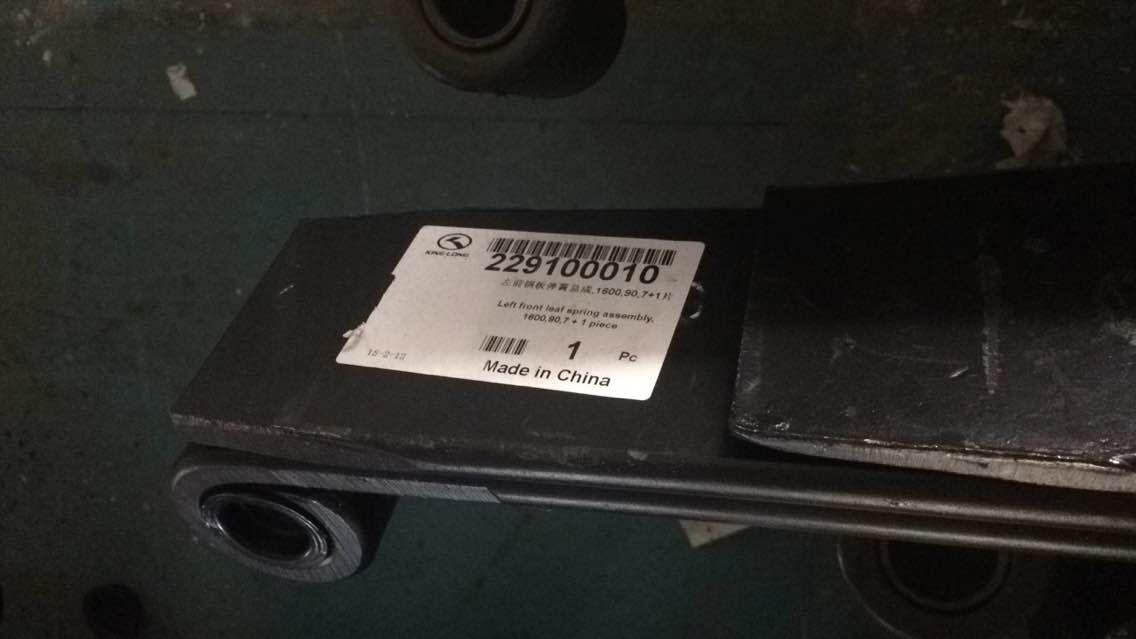 KING LONG
229100010
左前钢板弹簧总成,1600,90,7+1片
Left front leaf spring assembly,
1600,90,7 + 1 piece
1 Pc
15-2-12
Made in China